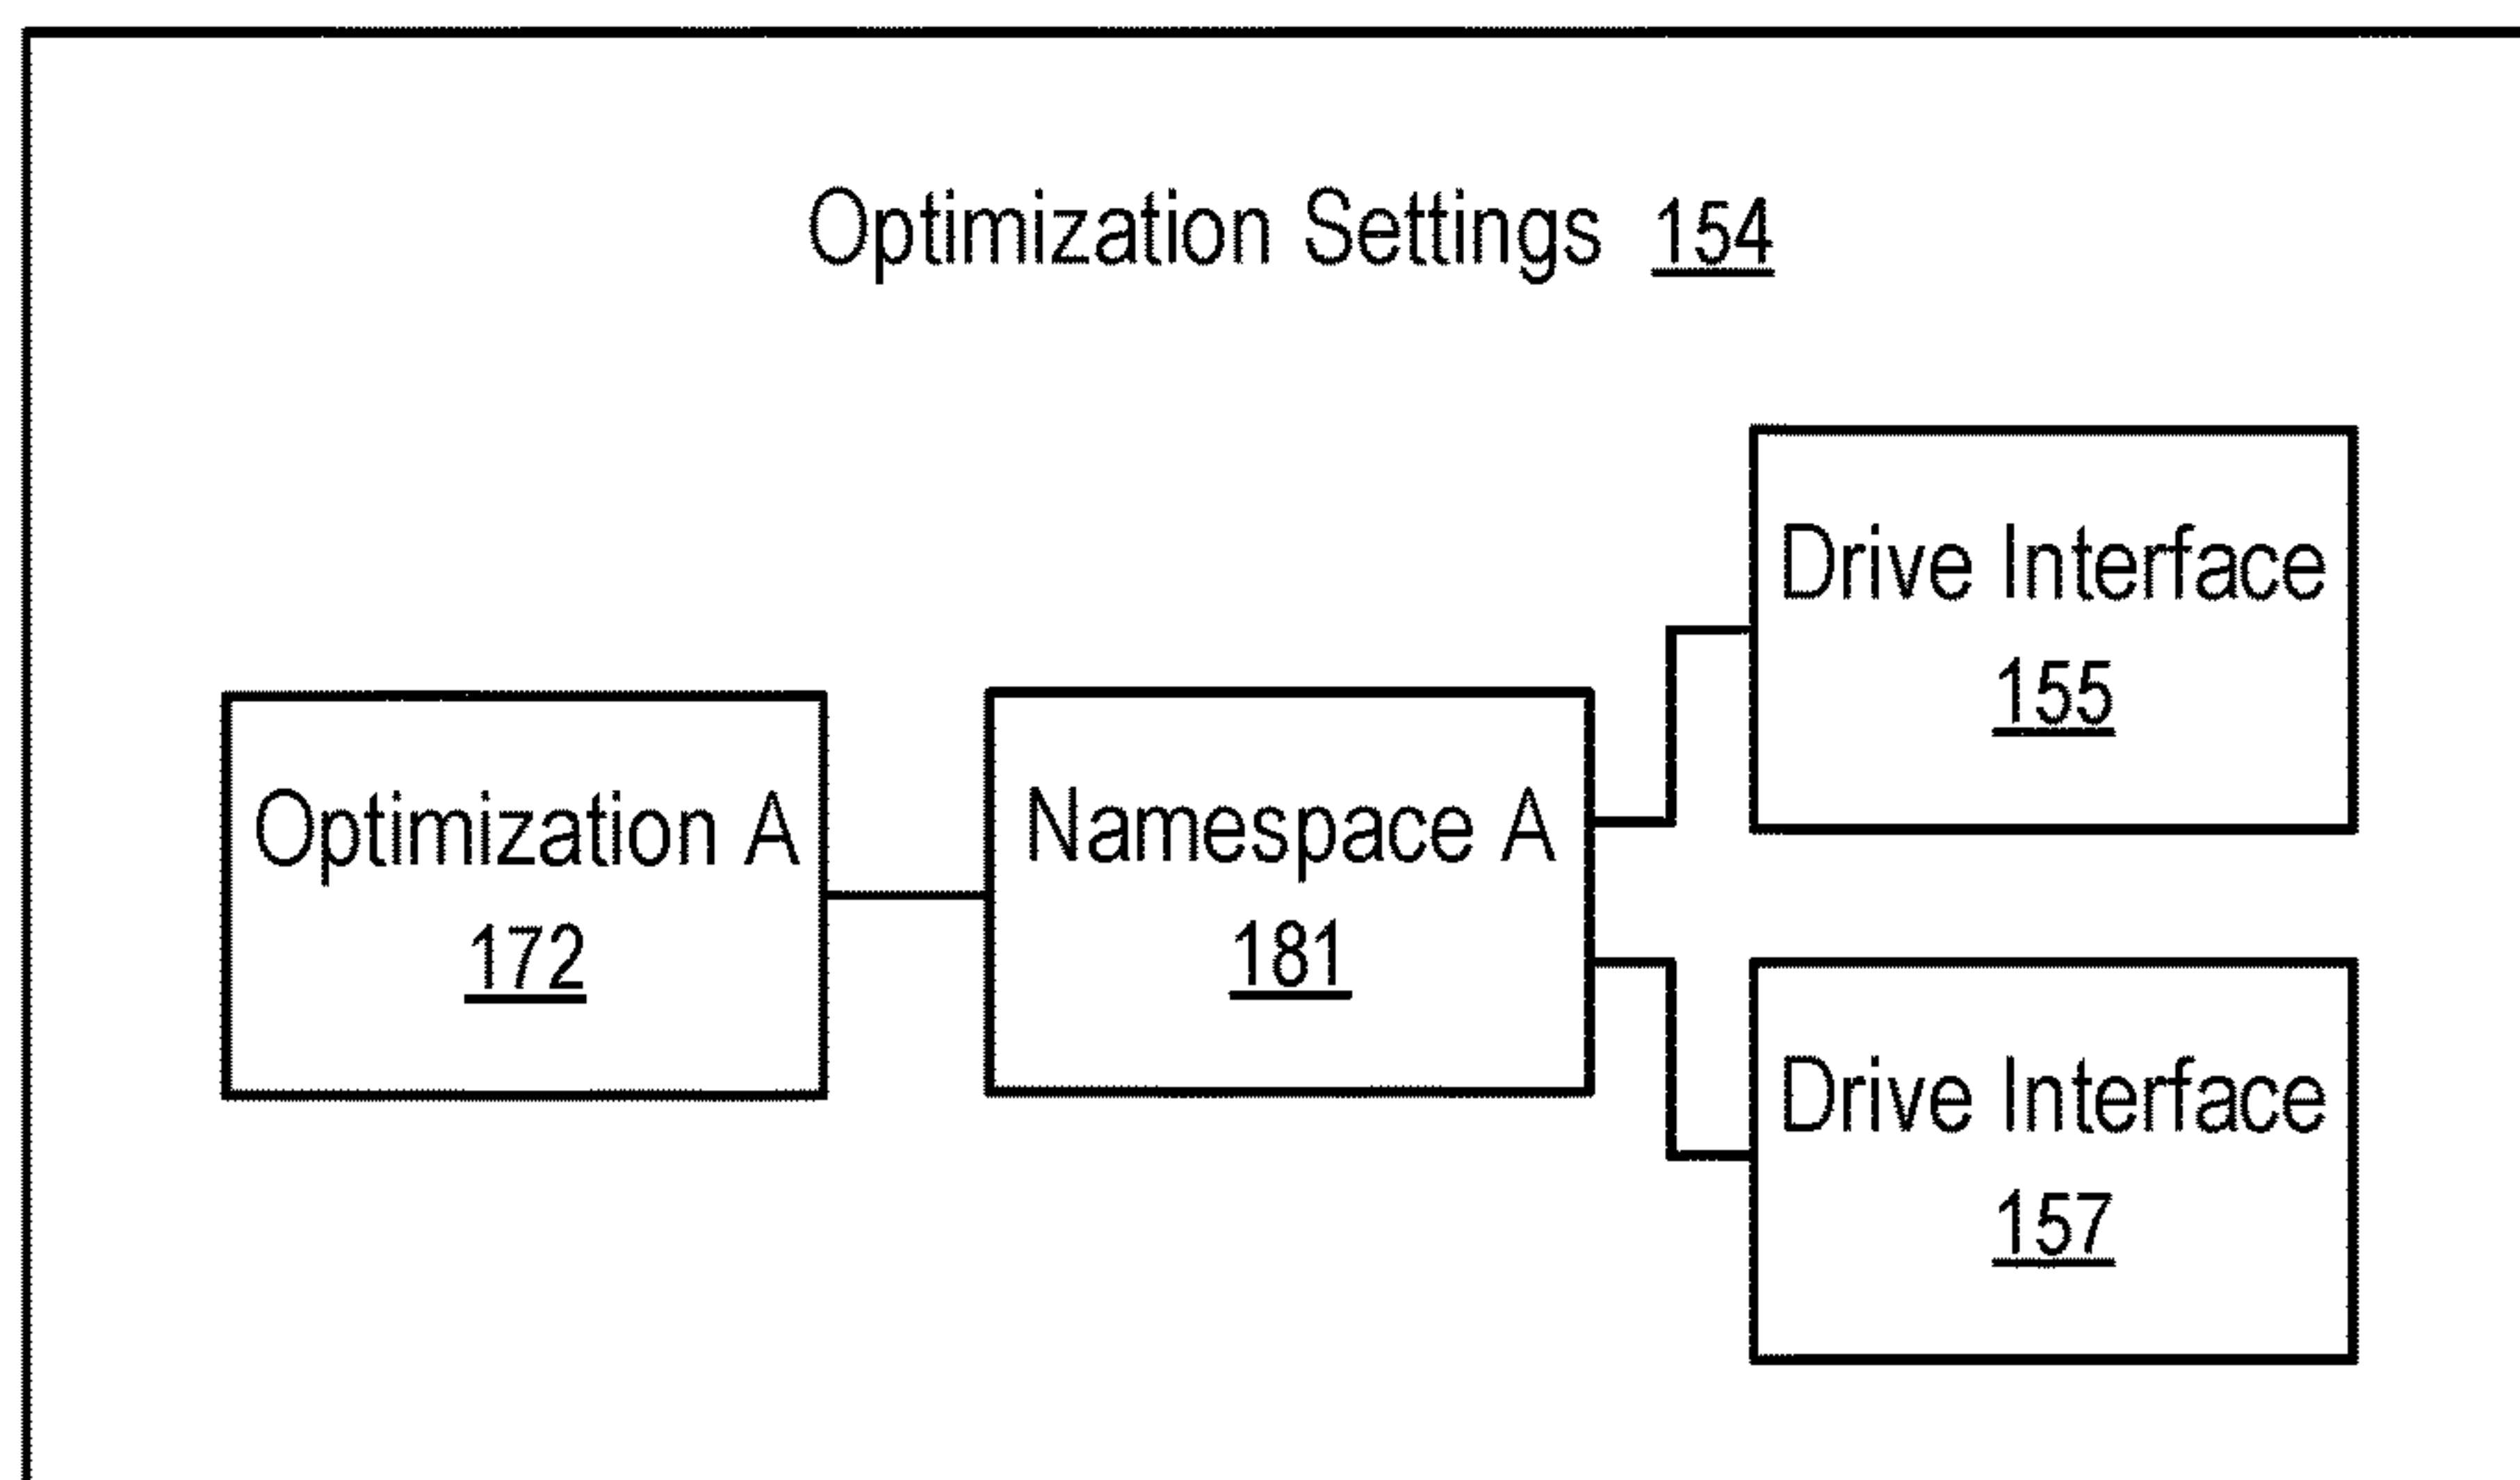 Optimization Settings 154
Drive Interface
155
Optimization A
172
Namespace A
181
Drive Interface
157